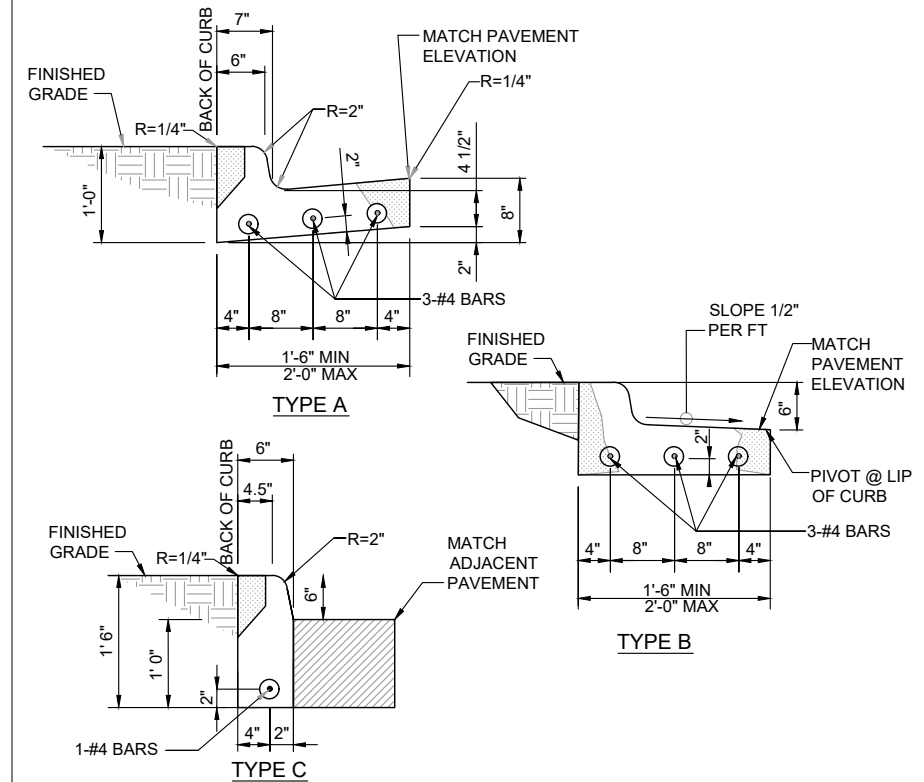 7"
6"
BACK OF CURB
MATCH PAVEMENT
ELEVATION
R=1/4"
FINISHED
GRADE
R=1/4"
R=2"
1'-0"
2"
4 1/2"
8"
2"
3-#4 BARS
4"
8"
8"
4"
1'-6" MIN
2'-0" MAX
TYPE A
SLOPE 1/2"
PER FT
FINISHED
GRADE
MATCH
PAVEMENT
ELEVATION
6"
2"
PIVOT @ LIP
OF CURB
3-#4 BARS
4"
8"
8"
4"
1'-6" MIN
2'-0" MAX
TYPE B
6"
4.5"
BACK OF CURB
FINISHED
GRADE
R=1/4"
R=2"
MATCH
ADJACENT
PAVEMENT
6"
1' 6"
1' 0"
2"
1-#4 BARS
4"
2"
TYPE C